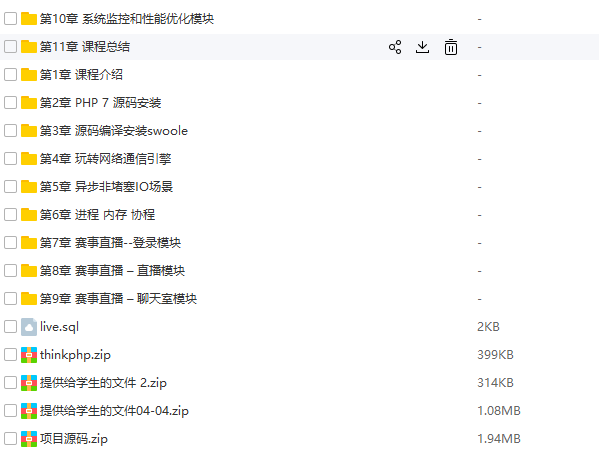 第10章 系统监控和性能优化模块 -
第11章 课程总结 -
第1章 课程介绍 -
第2章 PHP 7 源码安装 -
第3章 源码编译安装swoole -
第4章 玩转网络通信引擎 -
第5章 异步非堵塞IO场景 -
第6章 进程 内存 协程 -
第7章 赛事直播--登录模块 -
第8章 赛事直播 – 直播模块 -
第9章 赛事直播 – 聊天室模块 -
live.sql 2KB
thinkphp.zip 399KB
提供给学生的文件 2.zip 314KB
提供给学生的文件04-04.zip 1.08MB
项目源码.zip 1.94MB